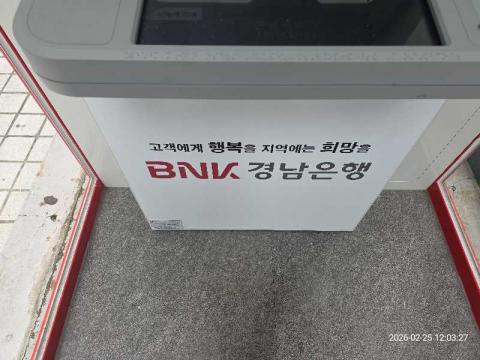 고객에게 행복을 지역에는 희망을
BNK 경남은행
2026-02-25 12:03:27